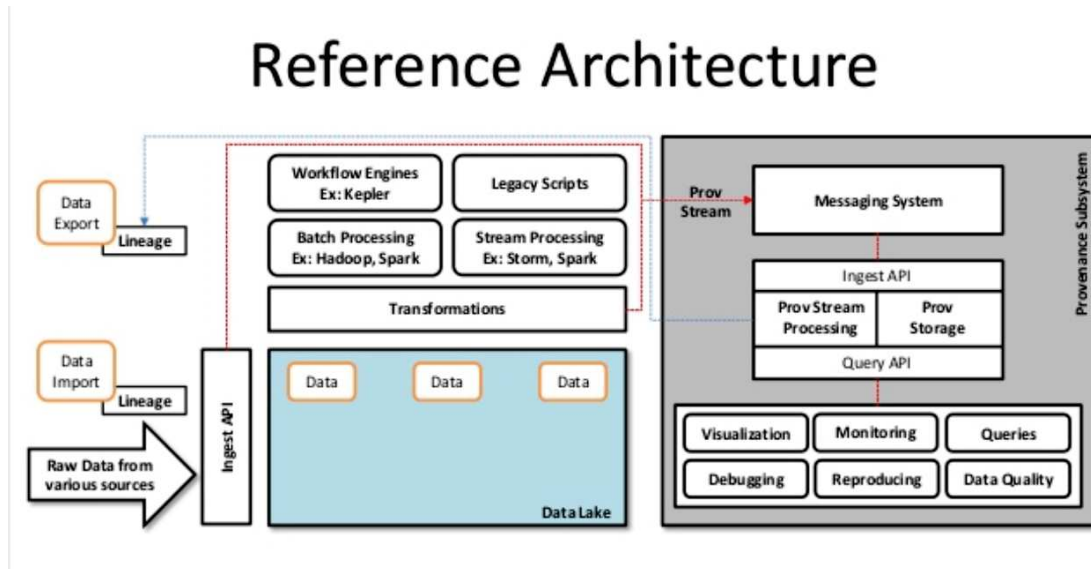 Reference Architecture
Data
Export
Lineage
Workflow Engines
Ex: Kepler
Legacy Scripts
Batch Processing
Ex: Hadoop, Spark
Stream Processing
Ex: Storm, Spark
Transformations
Data
Import
Lineage
Raw Data from
various sources
Ingest API
Data
Data
Data
Data Lake
Prov
Stream
Messaging System
Ingest API
Prov Stream
Processing
Prov
Storage
Query API
Visualization
Monitoring
Queries
Debugging
Reproducing
Data Quality
Provenance Subsystem